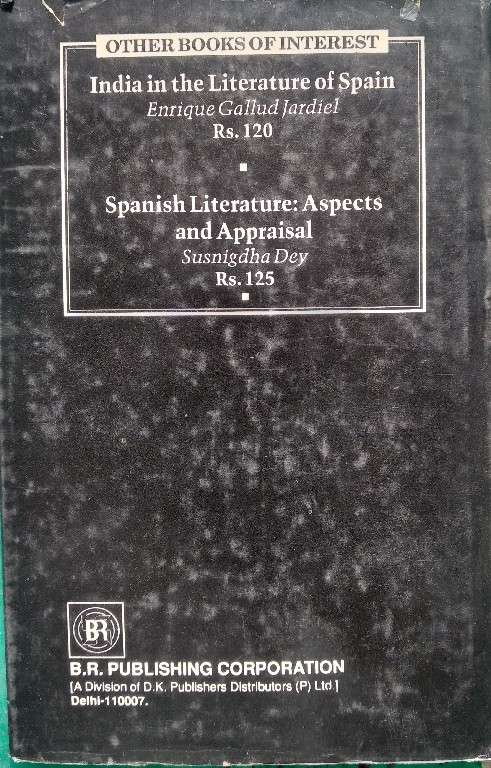 OTHER BOOKS OF INTEREST
India in the Literature of Spain
Enrique Gallud Jardiel
Rs. 120
Spanish Literature: Aspects
and Appraisal
Susnigdha Dey
Rs. 125
BR
B.R. PUBLISHING CORPORATION
[A Division of D.K. Publishers Distributors (P) Ltd.]
Delhi-110007.